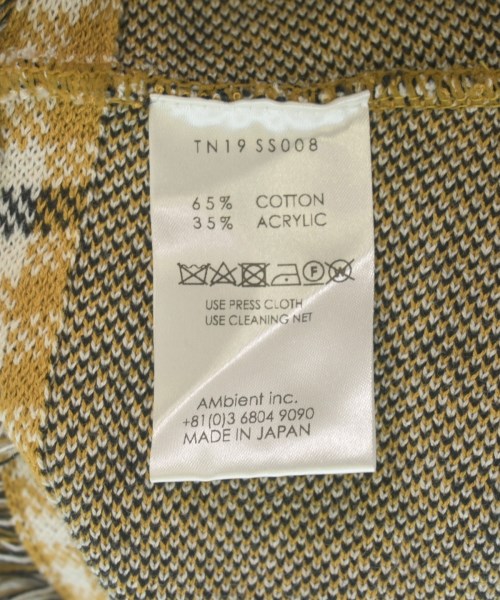 TN19 SS008
65% COTTON
35% ACRYLIC
F W
USE PRESS CLOTH
USE CLEANING NET
AMbient inc.
+81(0)3 6804 9090
MADE IN JAPAN